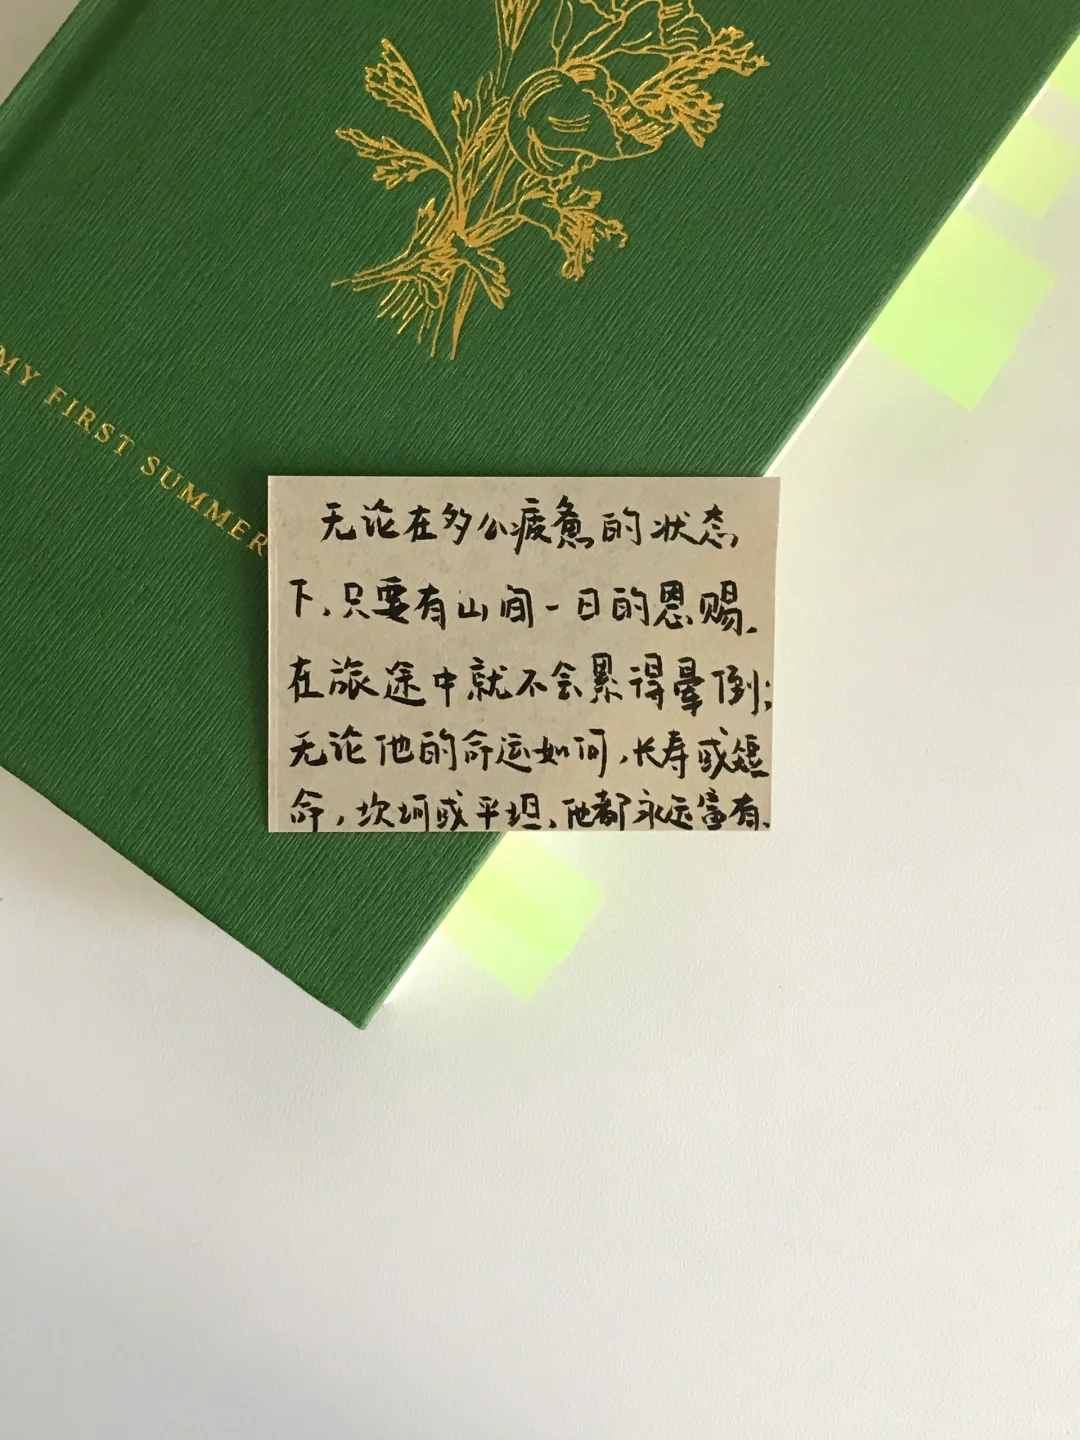 MY FIRST SUMMER
无论在多么疲惫的状态
下，只要有山间一日的恩赐，
在旅途中就不会累得晕倒；
无论他的命运如何，长寿或短
命，坎坷或平坦，他都永远富有。